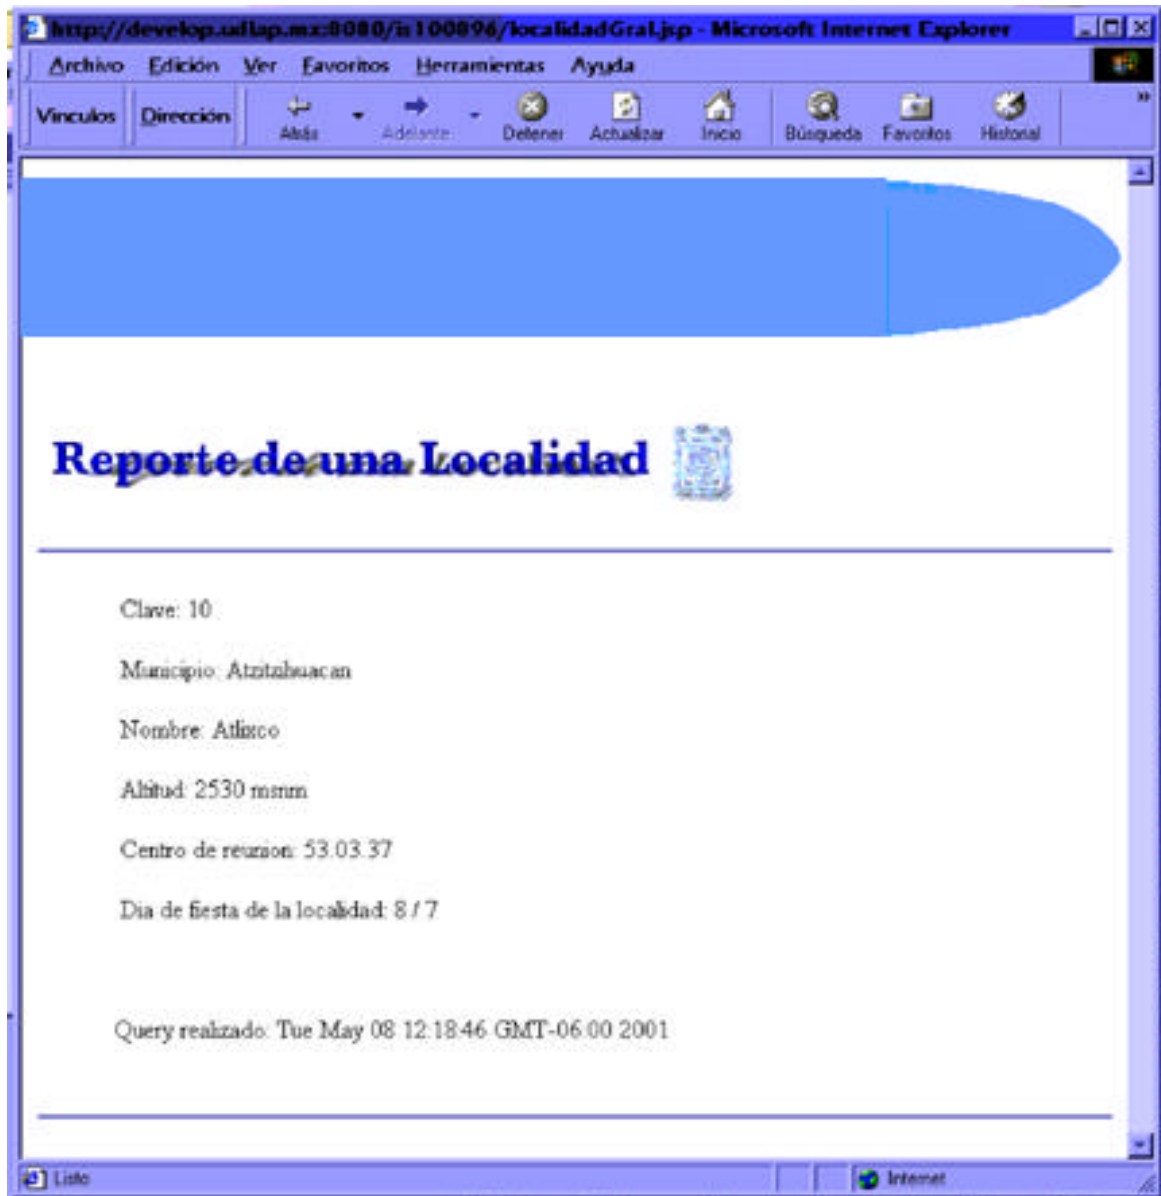 http://develop.udlap.mx:8080/is100896/localidadGral.jsp - Microsoft Internet Explorer
Archivo Edición Ver Favoritos Herramientas Ayuda
Vínculos Dirección Atrás Adelante Detener Actualizar Inicio Búsqueda Favoritos Historial »
Reporte de una Localidad
Clave: 10
Municipio: Atzitzihuacan
Nombre: Atlixco
Altitud: 2530 msnm
Centro de reunion: 53.03.37
Dia de fiesta de la localidad: 8 / 7
Query realizado: Tue May 08 12:18:46 GMT-06:00 2001
Listo Internet